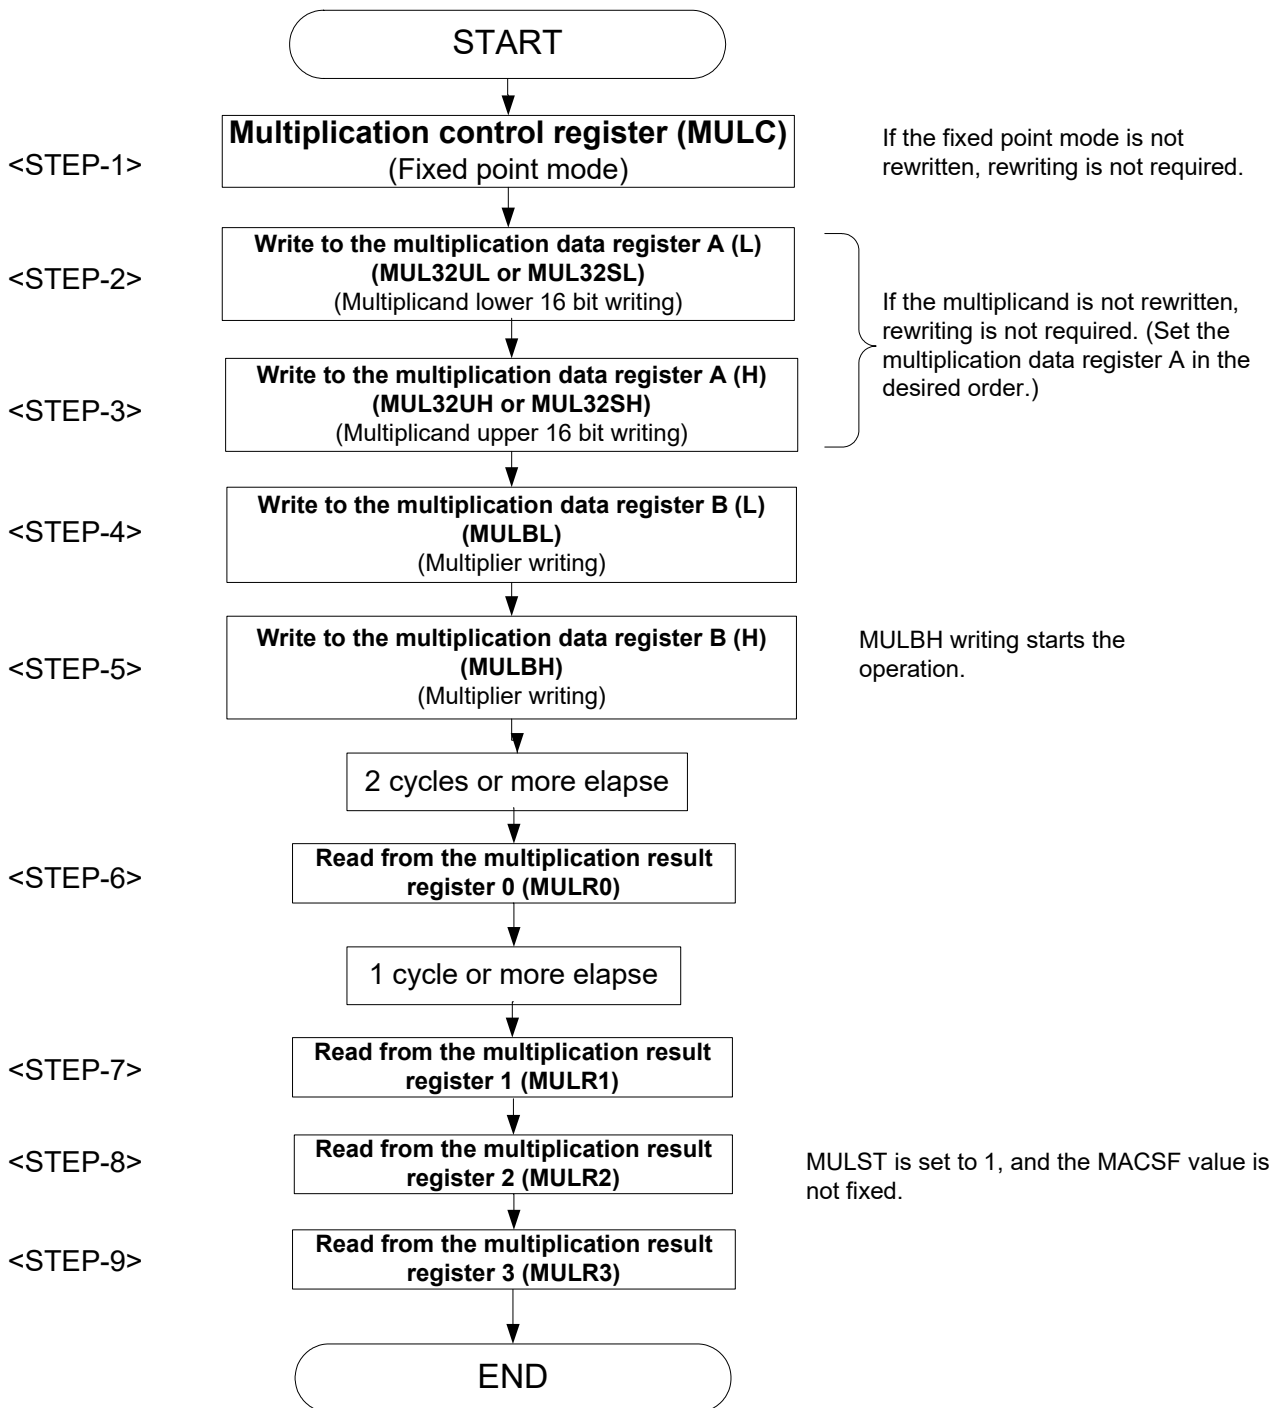 START
<STEP-1>
Multiplication control register (MULC)
(Fixed point mode)
If the fixed point mode is not
rewritten, rewriting is not required.
<STEP-2>
Write to the multiplication data register A (L)
(MUL32UL or MUL32SL)
(Multiplicand lower 16 bit writing)
If the multiplicand is not rewritten,
rewriting is not required. (Set the
multiplication data register A in the
desired order.)
<STEP-3>
Write to the multiplication data register A (H)
(MUL32UH or MUL32SH)
(Multiplicand upper 16 bit writing)
<STEP-4>
Write to the multiplication data register B (L)
(MULBL)
(Multiplier writing)
<STEP-5>
Write to the multiplication data register B (H)
(MULBH)
(Multiplier writing)
MULBH writing starts the
operation.
2 cycles or more elapse
<STEP-6>
Read from the multiplication result
register 0 (MULR0)
1 cycle or more elapse
<STEP-7>
Read from the multiplication result
register 1 (MULR1)
<STEP-8>
Read from the multiplication result
register 2 (MULR2)
MULST is set to 1, and the MACSF value is
not fixed.
<STEP-9>
Read from the multiplication result
register 3 (MULR3)
END